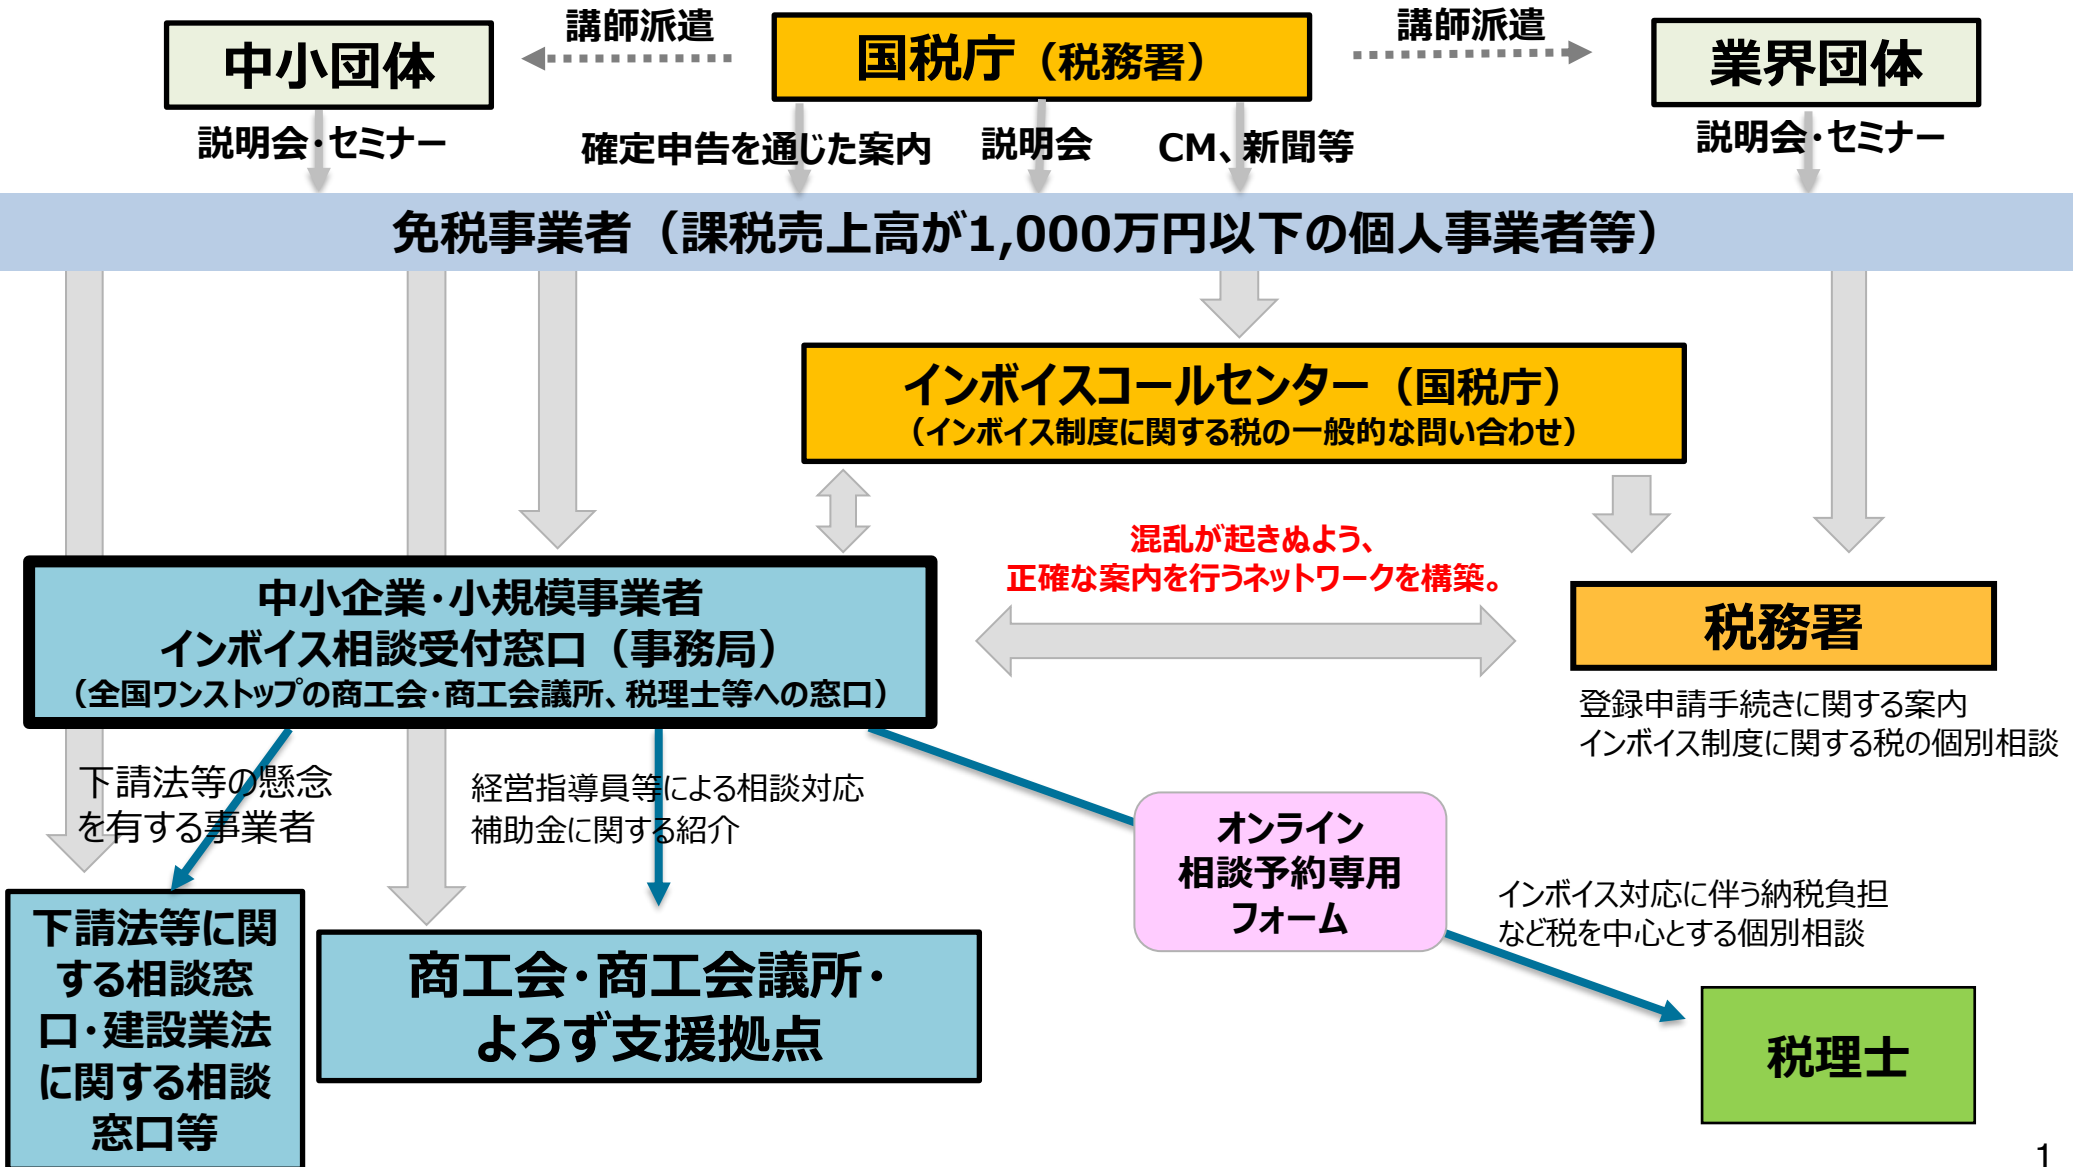 講師派遣
講師派遣
中小団体
国税庁（税務署）
業界団体
説明会・セミナー
確定申告を通じた案内
説明会
CM、新聞等
説明会・セミナー
免税事業者（課税売上高が1,000万円以下の個人事業者等）
インボイスコールセンター（国税庁）
（インボイス制度に関する税の一般的な問い合わせ）
混乱が起きぬよう、
正確な案内を行うネットワークを構築。
中小企業・小規模事業者
インボイス相談受付窓口（事務局）
（全国ワンストップの商工会・商工会議所、税理士等への窓口）
税務署
登録申請手続きに関する案内
インボイス制度に関する税の個別相談
下請法等の懸念
を有する事業者
経営指導員等による相談対応
補助金に関する紹介
オンライン
相談予約専用
フォーム
インボイス対応に伴う納税負担
など税を中心とする個別相談
下請法等に関
する相談窓
口・建設業法
に関する相談
窓口等
商工会・商工会議所・
よろず支援拠点
税理士
1